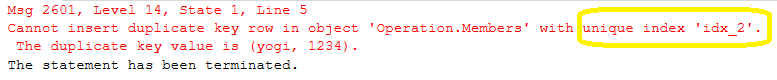 Msg 2601, Level 14, State 1, Line 5
Cannot insert duplicate key row in object 'Operation.Members' with unique index 'idx_2'.
The duplicate key value is (yogi, 1234).
The statement has been terminated.